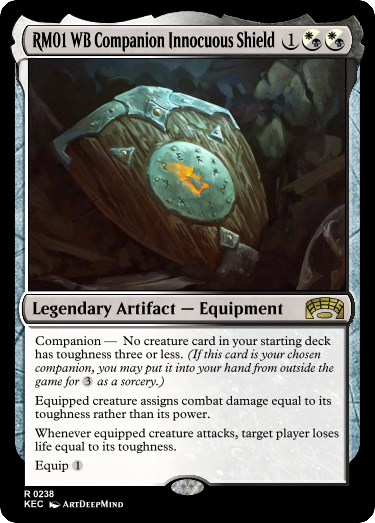 RM01 WB Companion Innocuous Shield 1
Legendary Artifact — Equipment
Companion — No creature card in your starting deck
has toughness three or less. (If this card is your chosen
companion, you may put it into your hand from outside the
game for 3 as a sorcery.)
Equipped creature assigns combat damage equal to its
toughness rather than its power.
Whenever equipped creature attacks, target player loses
life equal to its toughness.
Equip 1
R 0238
KEC ArtDeepMind